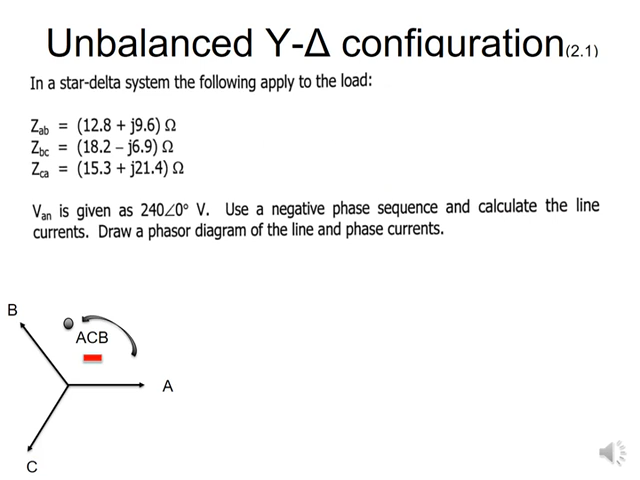 Unbalanced Y-Δ configuration(2.1)
In a star-delta system the following apply to the load:
Zab = (12.8 + j9.6) Ω
Zbc = (18.2 – j6.9) Ω
Zca = (15.3 + j21.4) Ω
Van is given as 240∠0° V. Use a negative phase sequence and calculate the line
currents. Draw a phasor diagram of the line and phase currents.
B
ACB
A
C